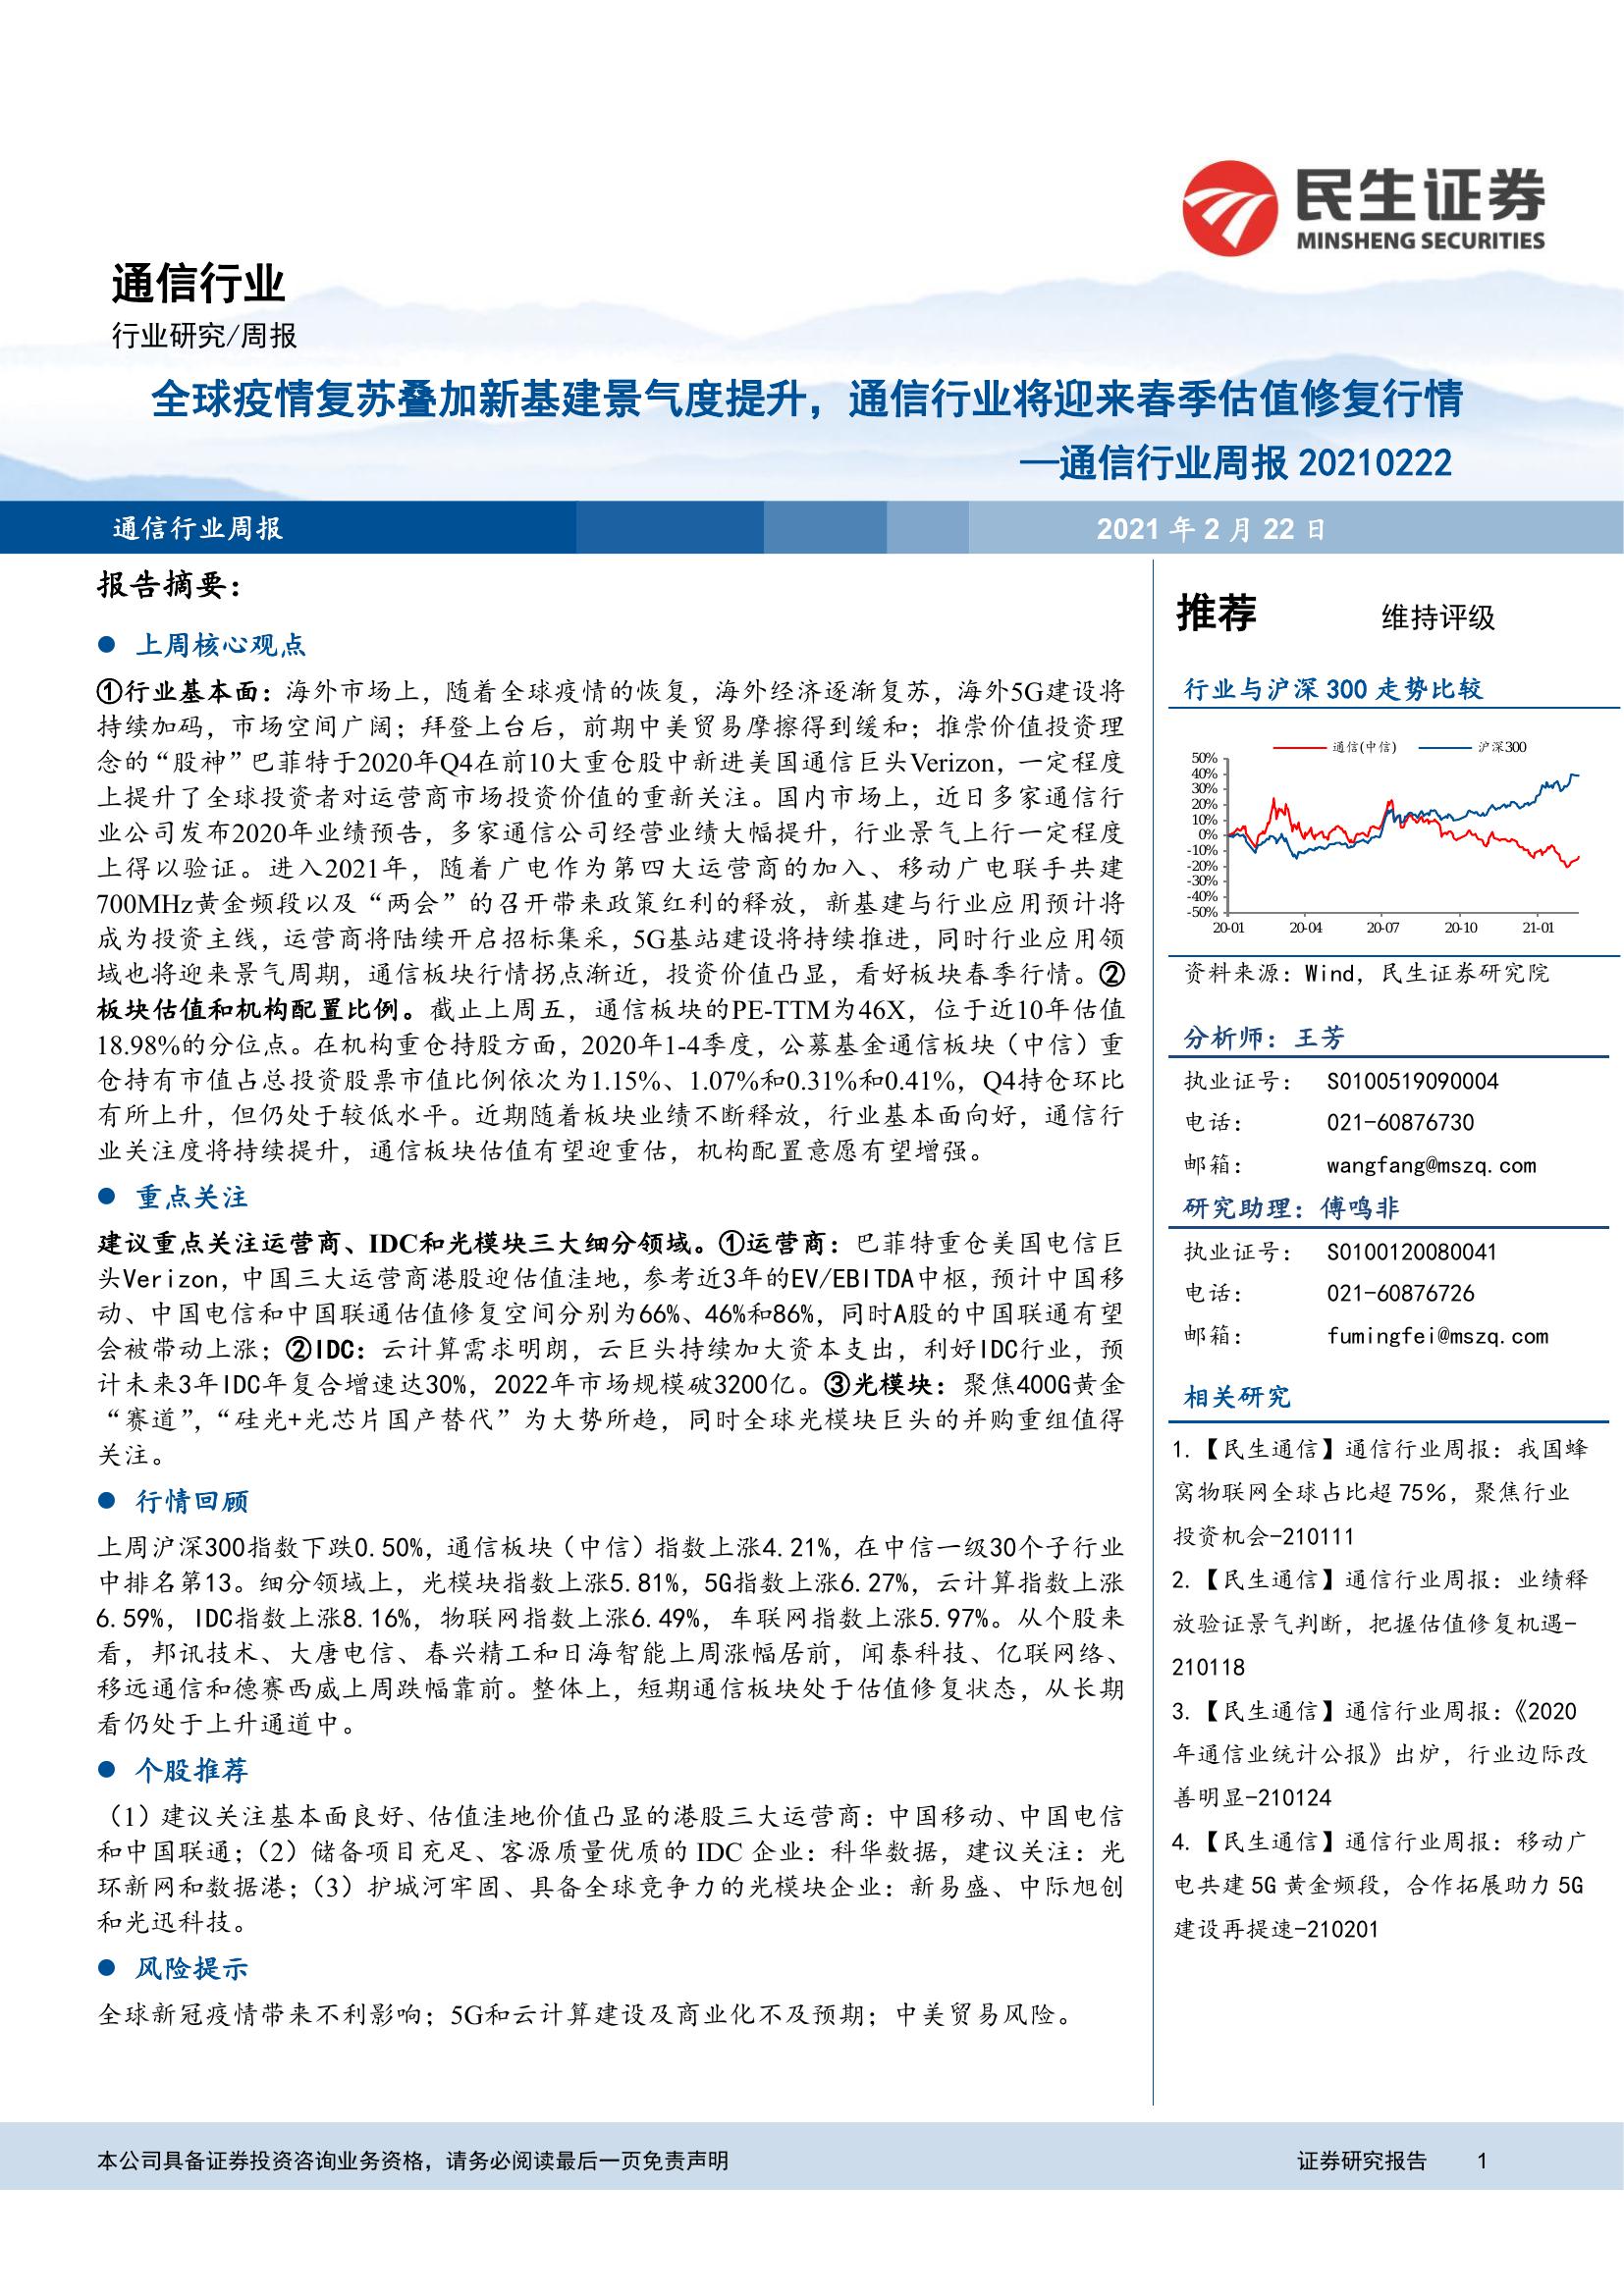 民生证券
MINSHENG SECURITIES
通信行业
行业研究/周报
全球疫情复苏叠加新基建景气度提升，通信行业将迎来春季估值修复行情
—通信行业周报 20210222
通信行业周报
2021 年 2 月 22 日
报告摘要：
● 上周核心观点
①行业基本面：海外市场上，随着全球疫情的恢复，海外经济逐渐复苏，海外5G建设将
持续加码，市场空间广阔；拜登上台后，前期中美贸易摩擦得到缓和；推崇价值投资理
念的“股神”巴菲特于2020年Q4在前10大重仓股中新进美国通信巨头Verizon，一定程度
上提升了全球投资者对运营商市场投资价值的重新关注。国内市场上，近日多家通信行
业公司发布2020年业绩预告，多家通信公司经营业绩大幅提升，行业景气上行一定程度
上得以验证。进入2021年，随着广电作为第四大运营商的加入、移动广电联手共建
700MHz黄金频段以及“两会”的召开带来政策红利的释放，新基建与行业应用预计将
成为投资主线，运营商将陆续开启招标集采，5G基站建设将持续推进，同时行业应用领
域也将迎来景气周期，通信板块行情拐点渐近，投资价值凸显，看好板块春季行情。②
板块估值和机构配置比例。截止上周五，通信板块的PE-TTM为46X，位于近10年估值
18.98%的分位点。在机构重仓持股方面，2020年1-4季度，公募基金通信板块（中信）重
仓持有市值占总投资股票市值比例依次为1.15%、1.07%和0.31%和0.41%，Q4持仓环比
有所上升，但仍处于较低水平。近期随着板块业绩不断释放，行业基本面向好，通信行
业关注度将持续提升，通信板块估值有望迎重估，机构配置意愿有望增强。
● 重点关注
建议重点关注运营商、IDC和光模块三大细分领域。①运营商：巴菲特重仓美国电信巨
头Verizon，中国三大运营商港股迎估值洼地，参考近3年的EV/EBITDA中枢，预计中国移
动、中国电信和中国联通估值修复空间分别为66%、46%和86%，同时A股的中国联通有望
会被带动上涨；②IDC：云计算需求明朗，云巨头持续加大资本支出，利好IDC行业，预
计未来3年IDC年复合增速达30%，2022年市场规模破3200亿。③光模块：聚焦400G黄金
“赛道”，“硅光+光芯片国产替代”为大势所趋，同时全球光模块巨头的并购重组值得
关注。
● 行情回顾
上周沪深300指数下跌0.50%，通信板块（中信）指数上涨4.21%，在中信一级30个子行业
中排名第13。细分领域上，光模块指数上涨5.81%，5G指数上涨6.27%，云计算指数上涨
6.59%，IDC指数上涨8.16%，物联网指数上涨6.49%，车联网指数上涨5.97%。从个股来
看，邦讯技术、大唐电信、春兴精工和日海智能上周涨幅居前，闻泰科技、亿联网络、
移远通信和德赛西威上周跌幅靠前。整体上，短期通信板块处于估值修复状态，从长期
看仍处于上升通道中。
● 个股推荐
（1）建议关注基本面良好、估值洼地价值凸显的港股三大运营商：中国移动、中国电信
和中国联通；（2）储备项目充足、客源质量优质的 IDC 企业：科华数据，建议关注：光
环新网和数据港；（3）护城河牢固、具备全球竞争力的光模块企业：新易盛、中际旭创
和光迅科技。
● 风险提示
全球新冠疫情带来不利影响；5G和云计算建设及商业化不及预期；中美贸易风险。
推荐 维持评级
行业与沪深 300 走势比较
通信(中信) 沪深300
50%
40%
30%
20%
10%
0%
-10%
-20%
-30%
-40%
-50%
20-01 20-04 20-07 20-10 21-01
资料来源：Wind，民生证券研究院
分析师：王芳
执业证号： S0100519090004
电话： 021-60876730
邮箱： wangfang@mszq.com
研究助理：傅鸣非
执业证号： S0100120080041
电话： 021-60876726
邮箱： fumingfei@mszq.com
相关研究
1.【民生通信】通信行业周报：我国蜂
窝物联网全球占比超 75%，聚焦行业
投资机会-210111
2.【民生通信】通信行业周报：业绩释
放验证景气判断，把握估值修复机遇-
210118
3.【民生通信】通信行业周报：《2020
年通信业统计公报》出炉，行业边际改
善明显-210124
4.【民生通信】通信行业周报：移动广
电共建 5G 黄金频段，合作拓展助力 5G
建设再提速-210201
本公司具备证券投资咨询业务资格，请务必阅读最后一页免责声明
证券研究报告 1